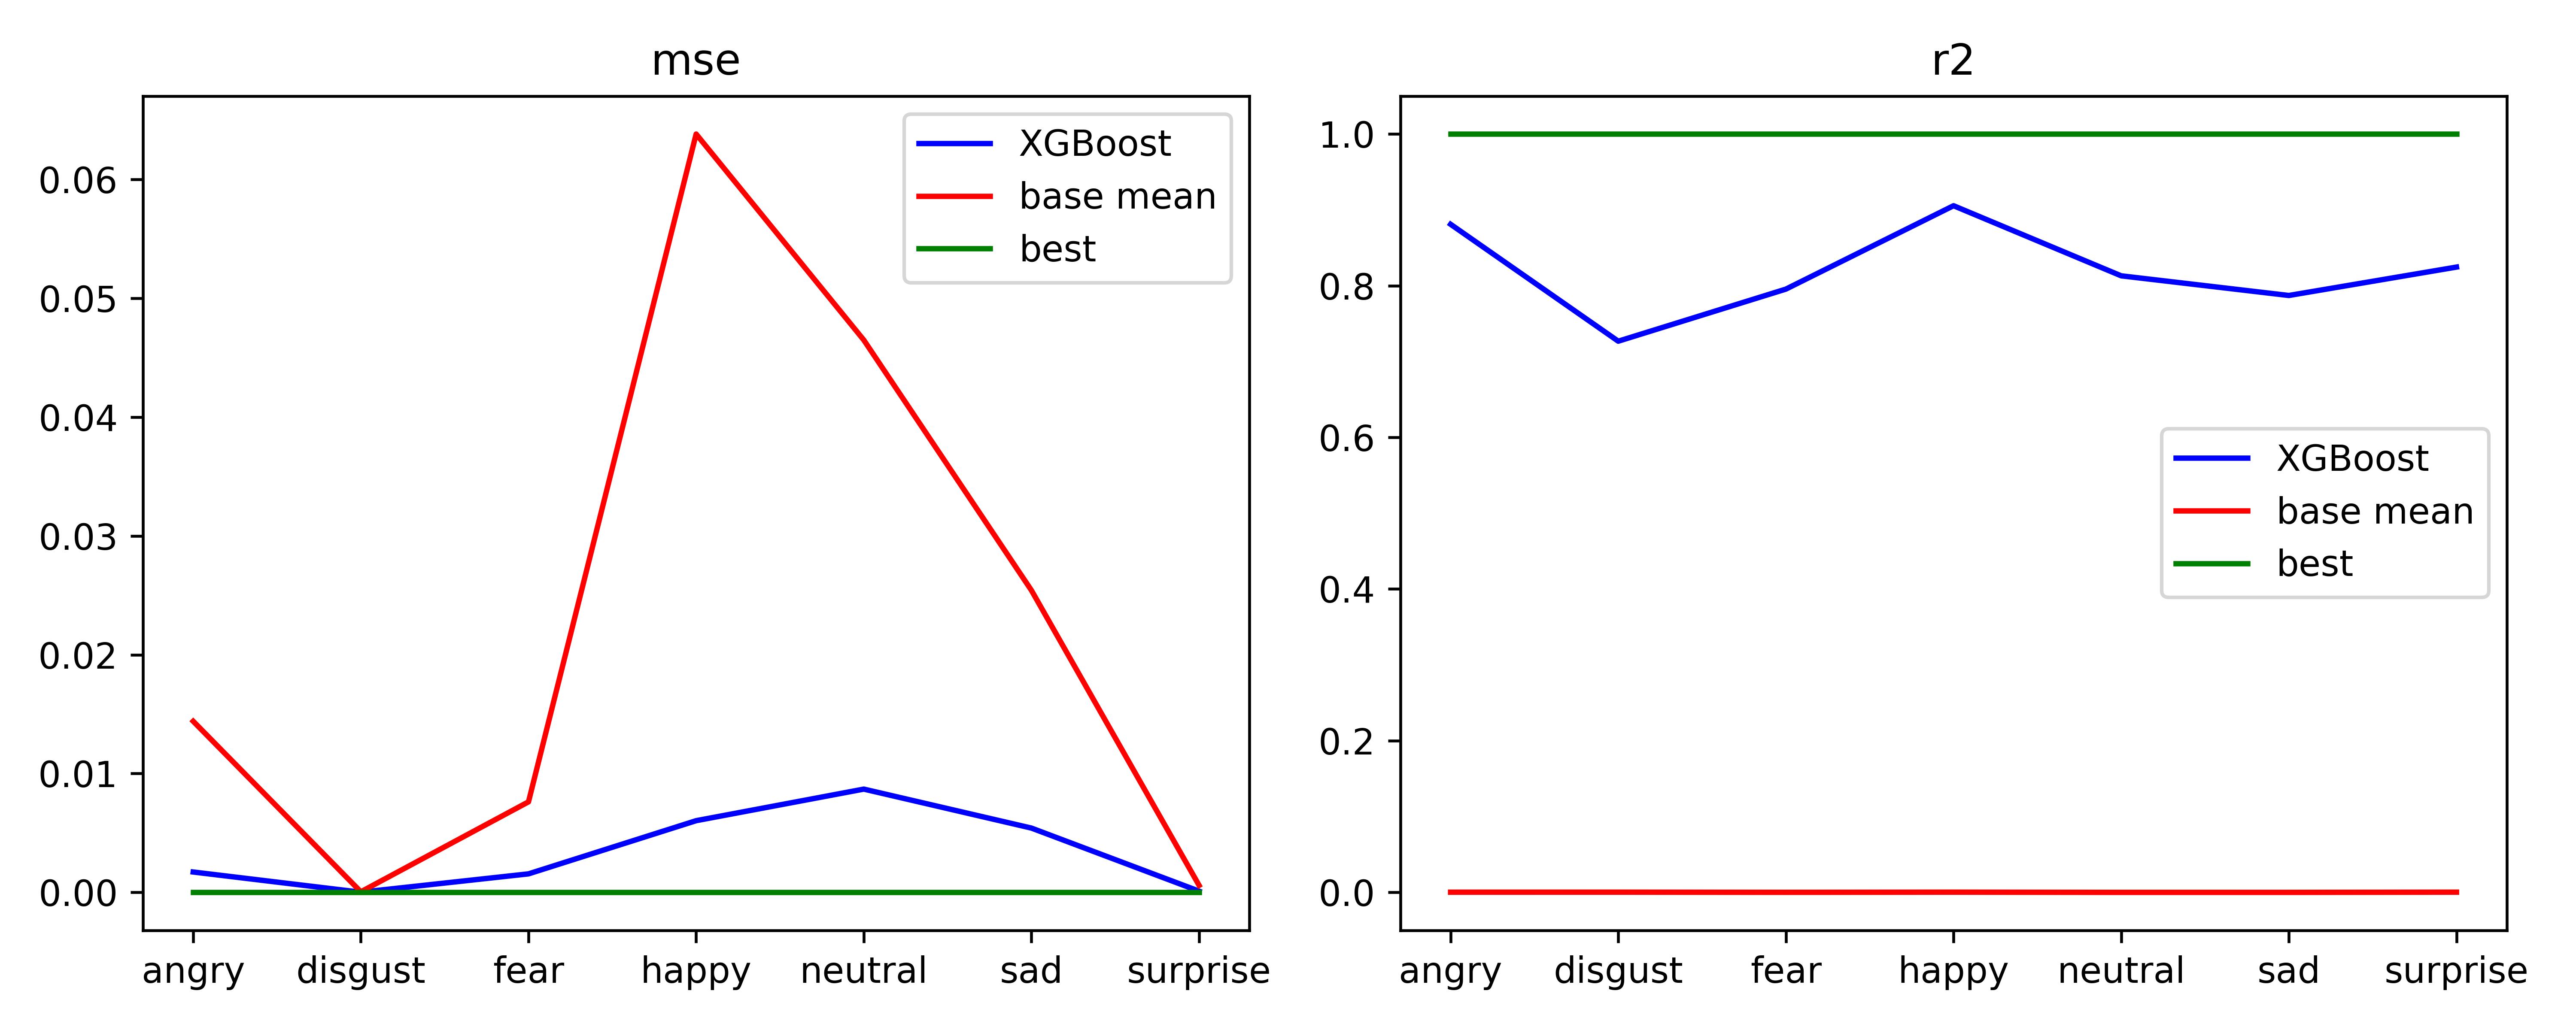 mse
0.06
0.05
0.04
0.03
0.02
0.01
0.00
XGBoost
base mean
best
angry disgust fear happy neutral sad surprise
r2
1.0
0.8
0.6
0.4
0.2
0.0
XGBoost
base mean
best
angry disgust fear happy neutral sad surprise